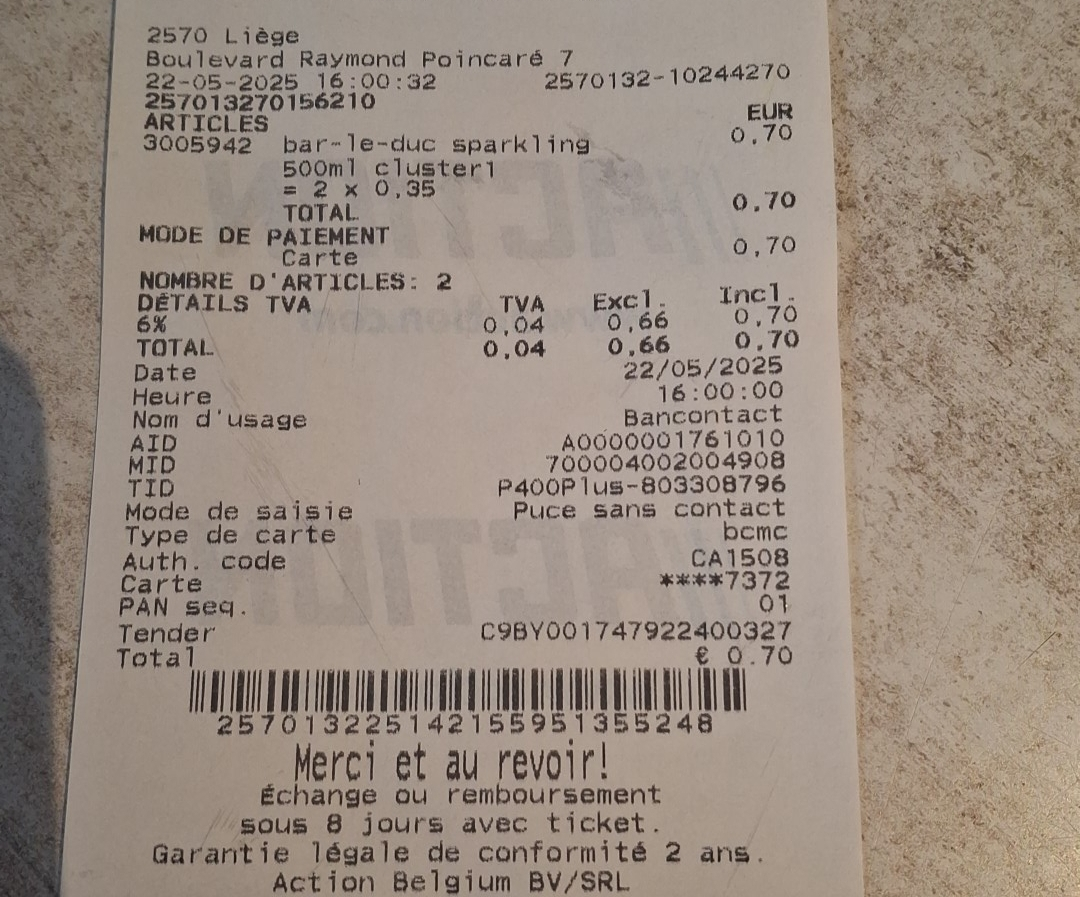 2570 Liège
Boulevard Raymond Poincaré 7
22-05-2025 16:00:32 2570132-10244270
257013270156210
EUR
ARTICLES
3005942 bar-le-duc sparkling 0,70
500ml cluster1
= 2 x 0,35
TOTAL 0,70
MODE DE PAIEMENT
Carte 0,70
NOMBRE D'ARTICLES: 2
DÉTAILS TVA TVA Excl. Incl.
6% 0,04 0,66 0,70
TOTAL 0,04 0,66 0,70
Date 22/05/2025
Heure 16:00:00
Nom d'usage Bancontact
AID A0000001761010
MID 700004002004908
TID P400Plus-803308796
Mode de saisie Puce sans contact
Type de carte bcmc
Auth. code CA1508
Carte ****7372
PAN seq. 01
Tender C9BY001747922400327
Total € 0.70
257013225142155951355248
Merci et au revoir!
Échange ou remboursement
sous 8 jours avec ticket.
Garantie légale de conformité 2 ans.
Action Belgium BV/SRL